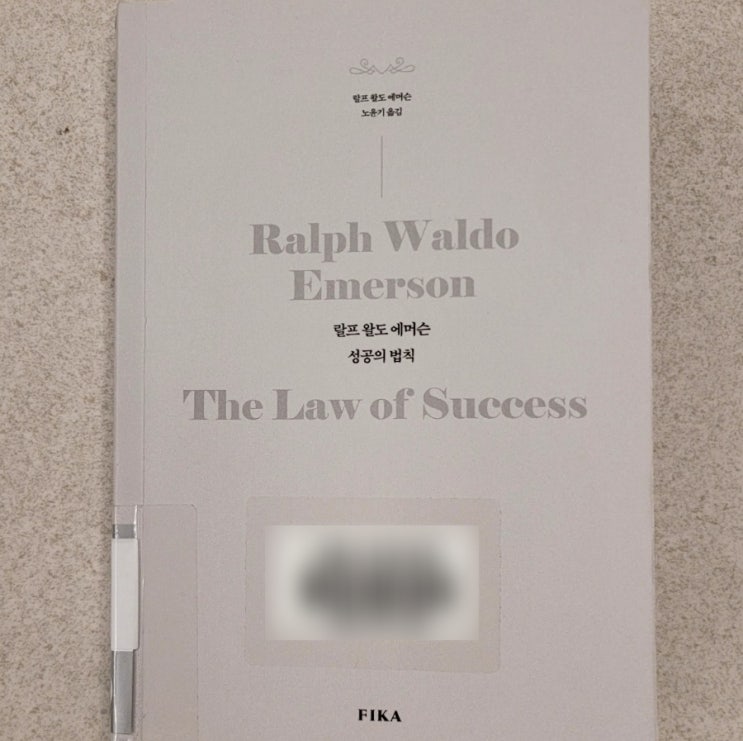 랄프 왈도 에머슨
노윤기 옮김
Ralph Waldo
Emerson
랄프 왈도 에머슨
성공의 법칙
The Law of Success
FIKA